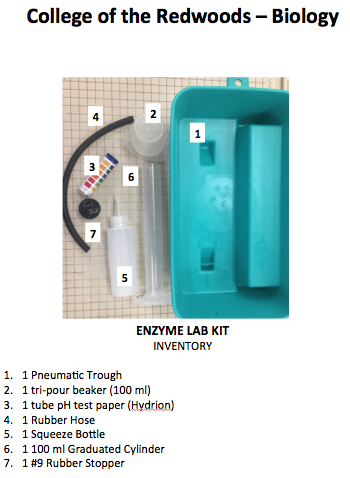 College of the Redwoods – Biology
4
2
1
3
6
7
5
ENZYME LAB KIT
INVENTORY
1. 1 Pneumatic Trough
2. 1 tri-pour beaker (100 ml)
3. 1 tube pH test paper (Hydrion)
4. 1 Rubber Hose
5. 1 Squeeze Bottle
6. 1 100 ml Graduated Cylinder
7. 1 #9 Rubber Stopper